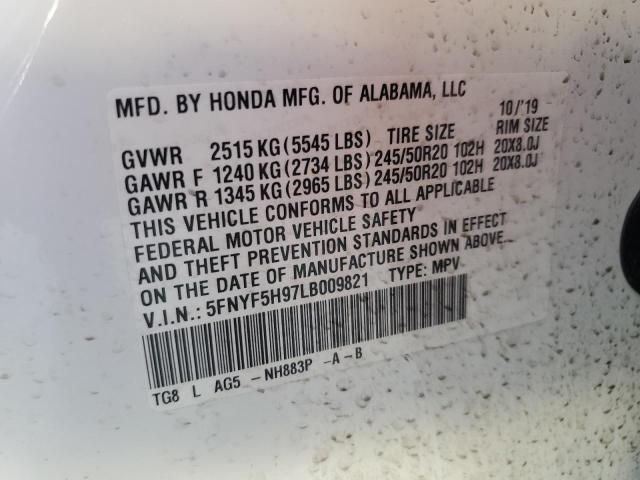 MFD. BY HONDA MFG. OF ALABAMA, LLC
10/'19
GVWR 2515 KG (5545 LBS) TIRE SIZE RIM SIZE
GAWR F 1240 KG (2734 LBS) 245/50R20 102H 20X8.0J
GAWR R 1345 KG (2965 LBS) 245/50R20 102H 20X8.0J
THIS VEHICLE CONFORMS TO ALL APPLICABLE
FEDERAL MOTOR VEHICLE SAFETY
AND THEFT PREVENTION STANDARDS IN EFFECT
ON THE DATE OF MANUFACTURE SHOWN ABOVE.
V.I.N.: 5FNYF5H97LB009821 TYPE: MPV
TG8 L AG5 -NH883P -A-B